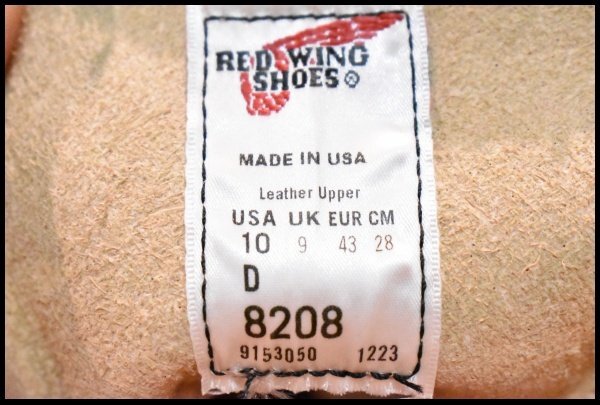 RED WING
SHOES®
MADE IN USA
Leather Upper
USA UK EUR CM
10 9 43 28
D
8208
9153050 1223